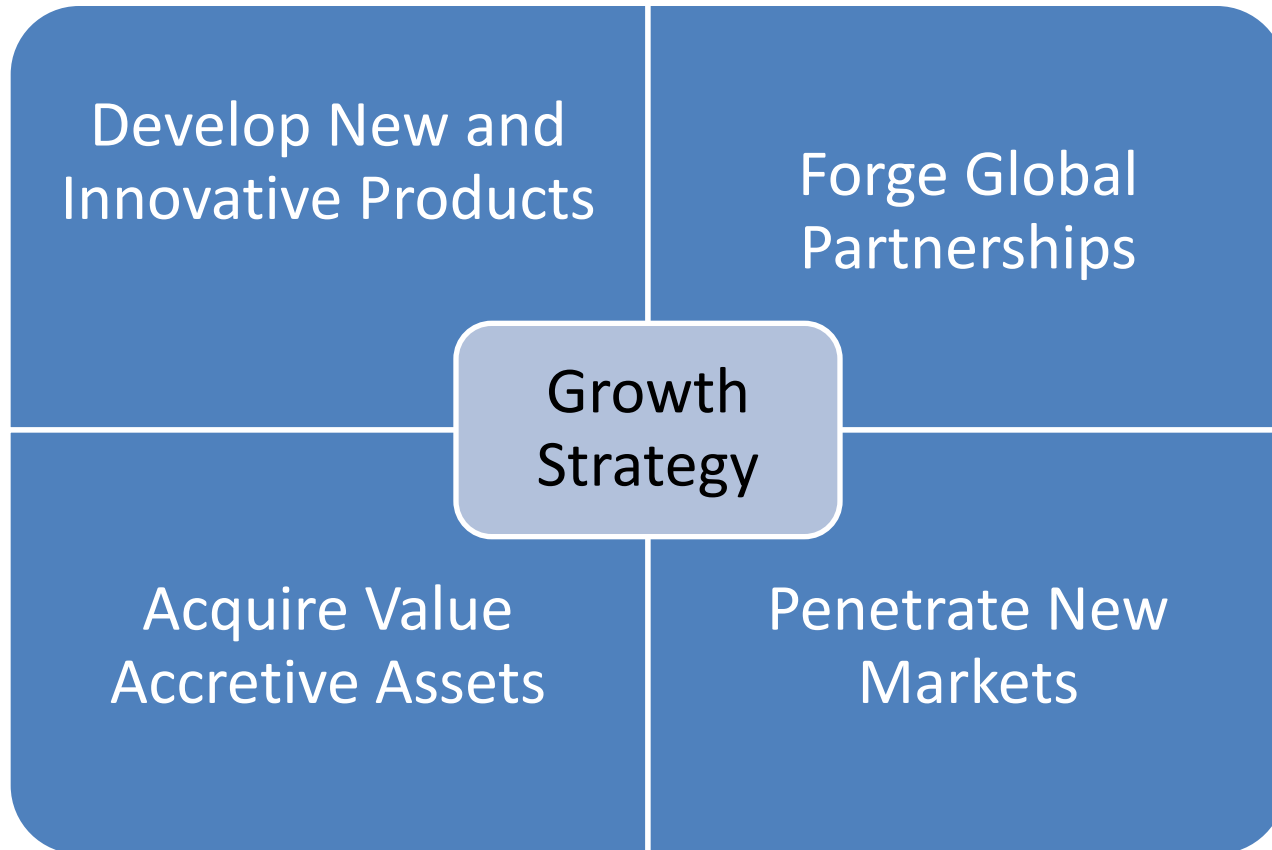 Develop New and
Innovative Products
Forge Global
Partnerships
Growth
Strategy
Acquire Value
Accretive Assets
Penetrate New
Markets